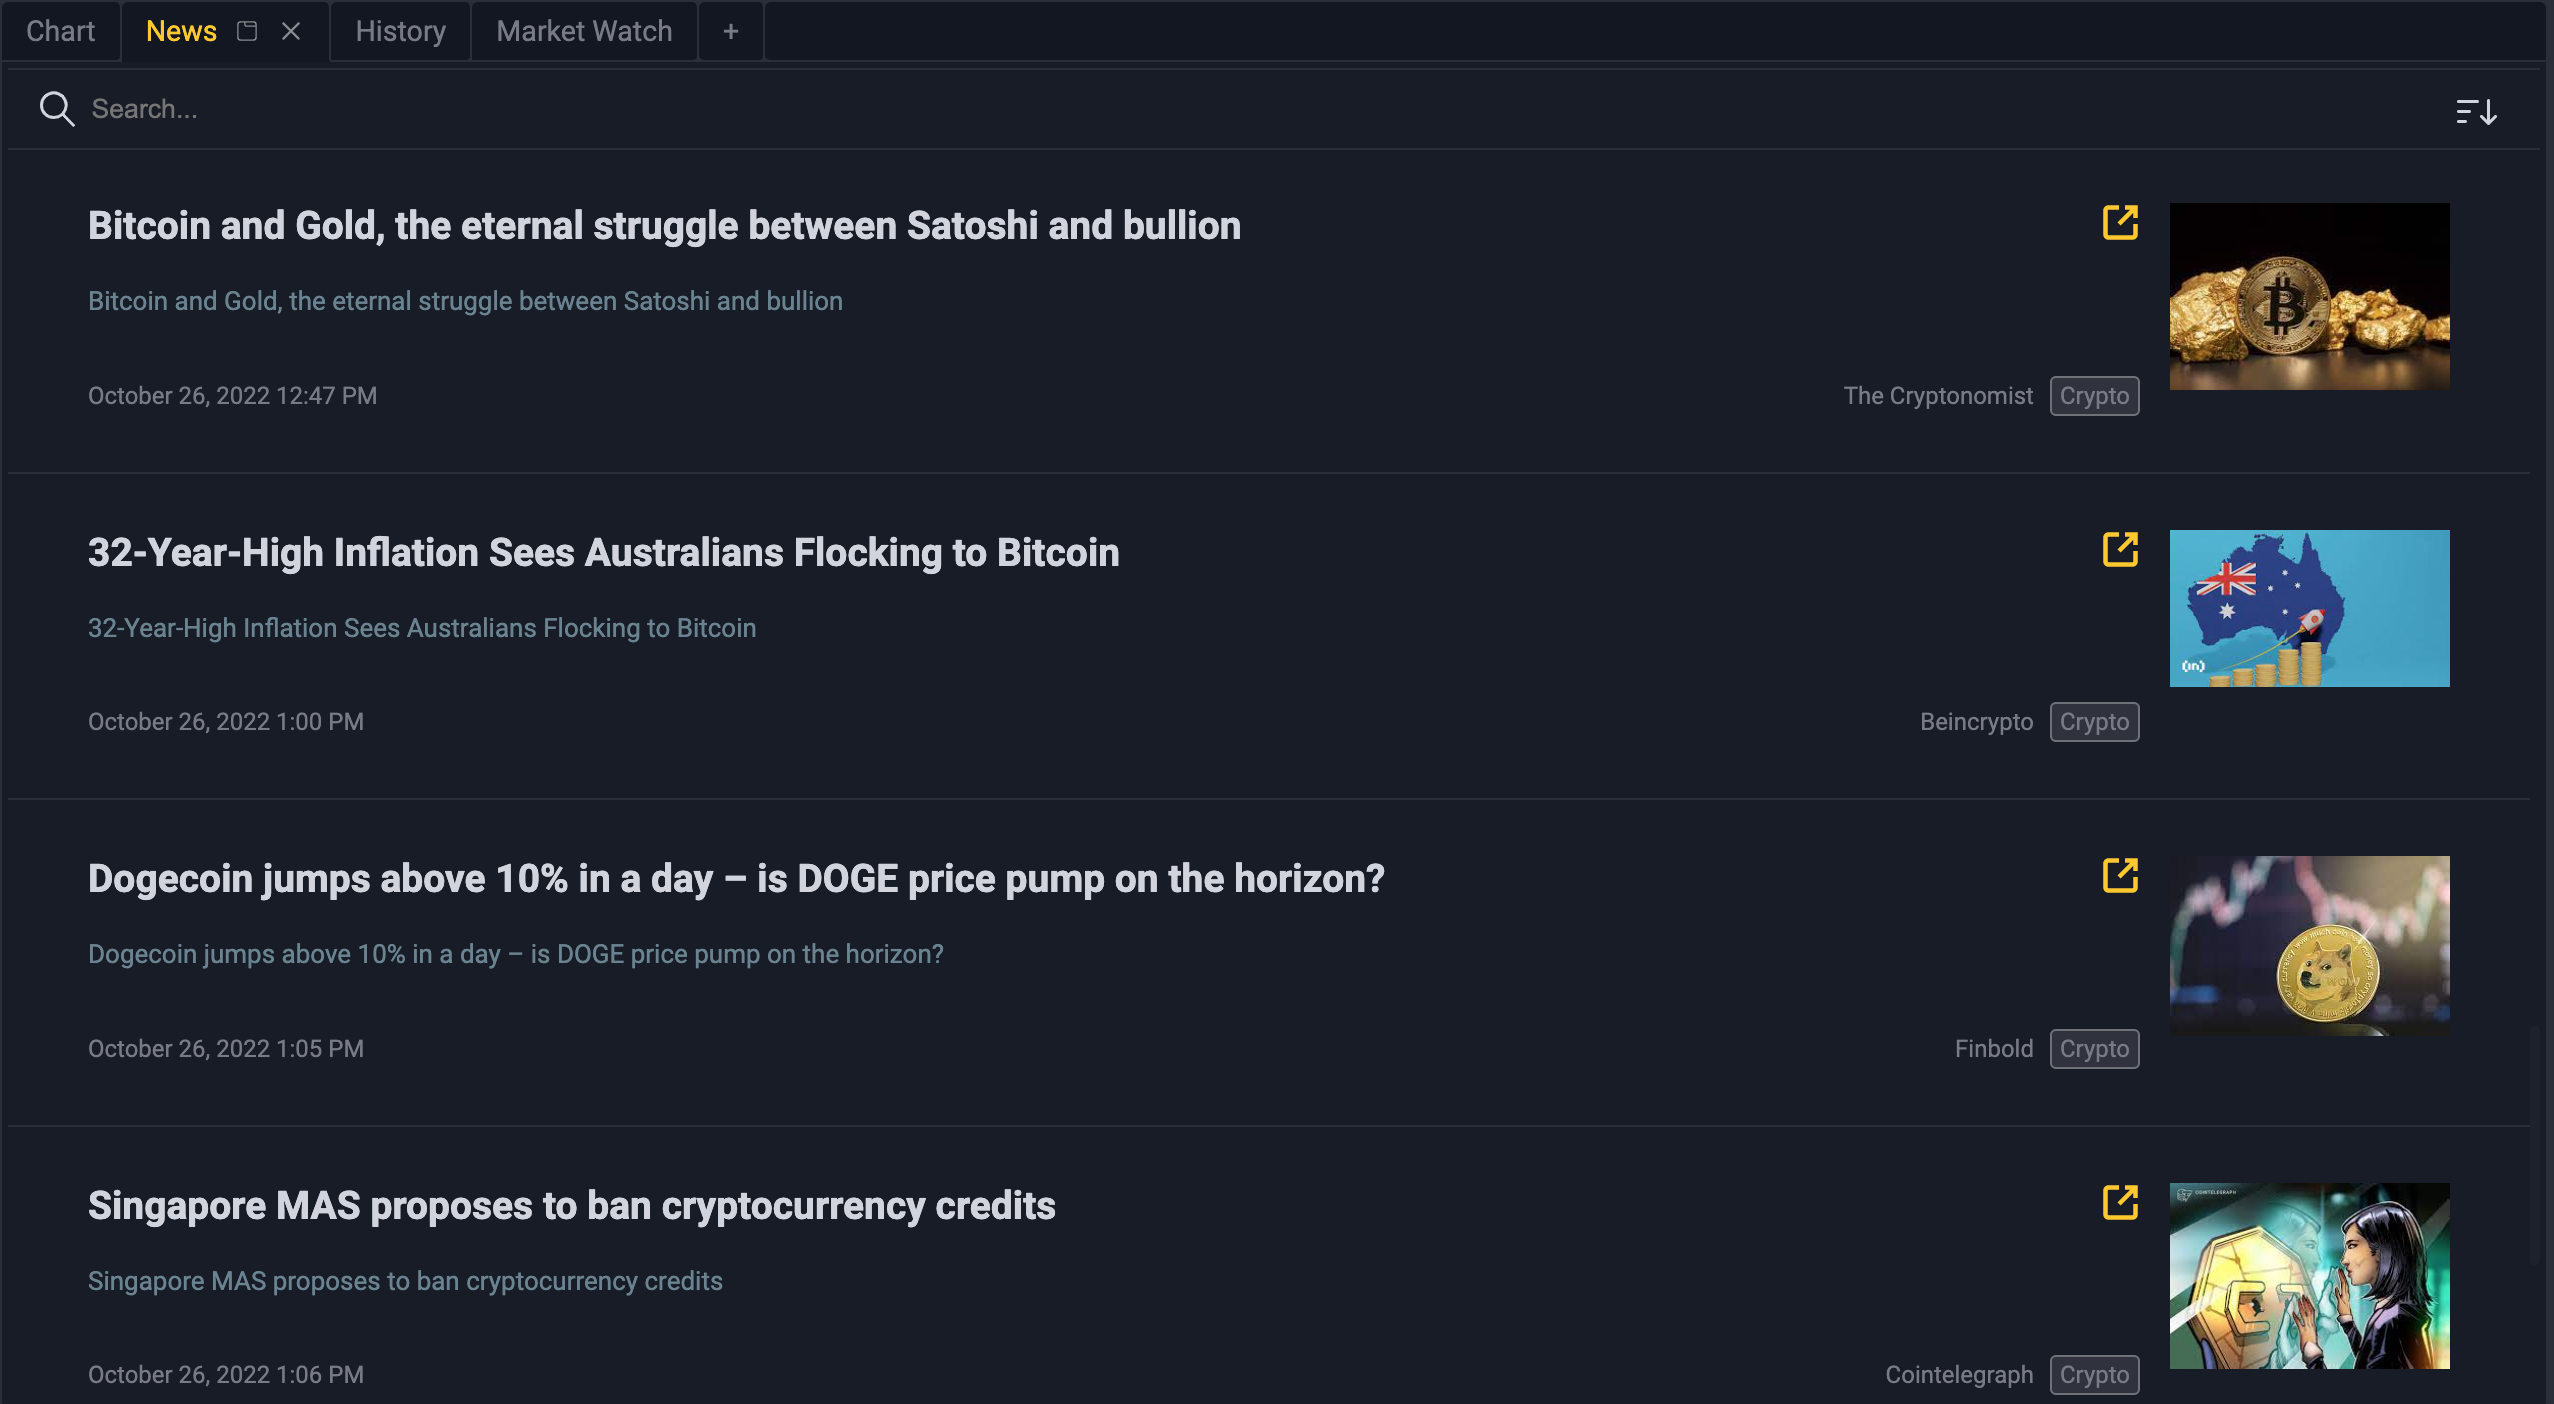 Chart News History Market Watch +
Search...
Bitcoin and Gold, the eternal struggle between Satoshi and bullion
Bitcoin and Gold, the eternal struggle between Satoshi and bullion
October 26, 2022 12:47 PM The Cryptonomist Crypto
32-Year-High Inflation Sees Australians Flocking to Bitcoin
32-Year-High Inflation Sees Australians Flocking to Bitcoin
(in)
October 26, 2022 1:00 PM Beincrypto Crypto
Dogecoin jumps above 10% in a day – is DOGE price pump on the horizon?
Dogecoin jumps above 10% in a day – is DOGE price pump on the horizon?
October 26, 2022 1:05 PM Finbold Crypto
COINTELEGRAPH
Singapore MAS proposes to ban cryptocurrency credits
Singapore MAS proposes to ban cryptocurrency credits
October 26, 2022 1:06 PM Cointelegraph Crypto